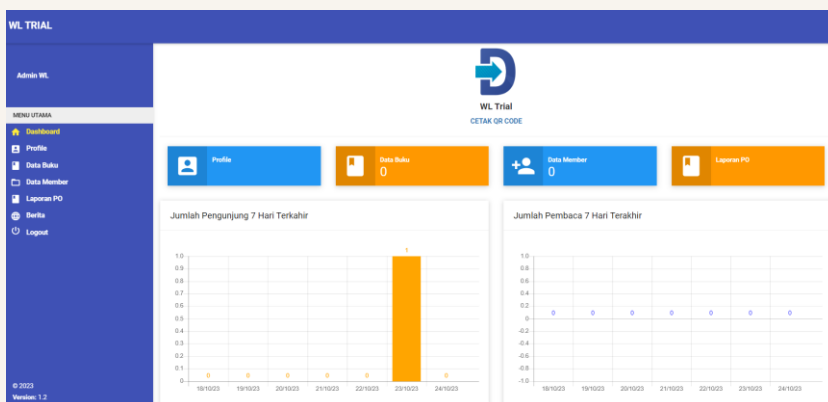 WL TRIAL
Admin WL.
MENU UTAMA
Dashboard
Profile
Data Buku
Data Member
Laporan PO
Berita
Logout
© 2023
Version: 1.2
WL Trial
CETAK QR CODE
Profile
Data Buku
0
Data Member
0
Laporan PO
Jumlah Pengunjung 7 Hari Terkahir
1.0
0.9
0.8
0.7
0.6
0.5
0.4
0.3
0.2
0.1
0
0 0 0 0 0 1 0
18/10/23 19/10/23 20/10/23 21/10/23 22/10/23 23/10/23 24/10/23
Jumlah Pembaca 7 Hari Terakhir
1.0
0.8
0.6
0.4
0.2
0
-0.2
-0.4
-0.6
-0.8
-1.0
0 0 0 0 0 0 0
18/10/23 19/10/23 20/10/23 21/10/23 22/10/23 23/10/23 24/10/23